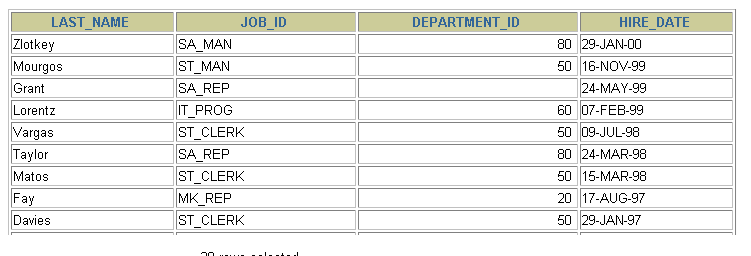 LAST_NAME JOB_ID DEPARTMENT_ID HIRE_DATE
Zlotkey SA_MAN 80 29-JAN-00
Mourgos ST_MAN 50 16-NOV-99
Grant SA_REP 24-MAY-99
Lorentz IT_PROG 60 07-FEB-99
Vargas ST_CLERK 50 09-JUL-98
Taylor SA_REP 80 24-MAR-98
Matos ST_CLERK 50 15-MAR-98
Fay MK_REP 20 17-AUG-97
Davies ST_CLERK 50 29-JAN-97
rows selected